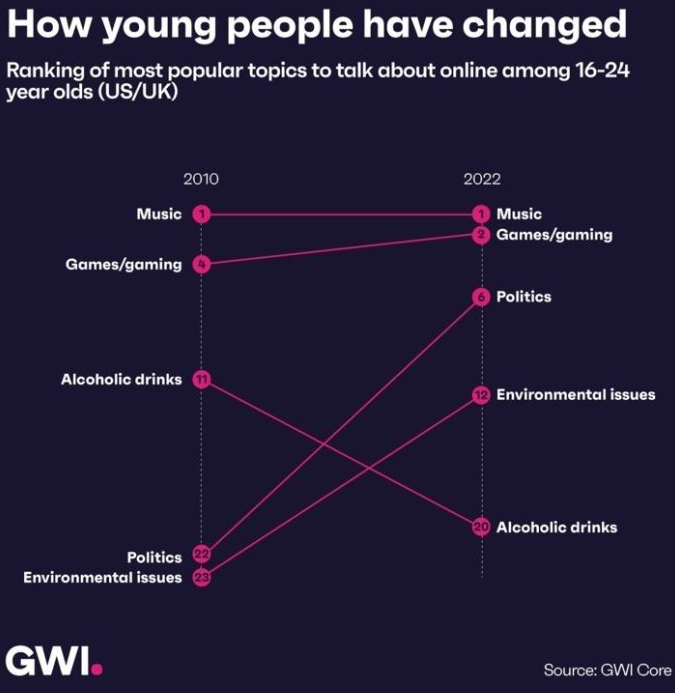 How young people have changed
Ranking of most popular topics to talk about online among 16-24
year olds (US/UK)
2010 2022
Music 1 1 Music
2 Games/gaming
Games/gaming 4
6 Politics
Alcoholic drinks 11
12 Environmental issues
20 Alcoholic drinks
Politics 22
Environmental issues 23
GWI.
Source: GWI Core